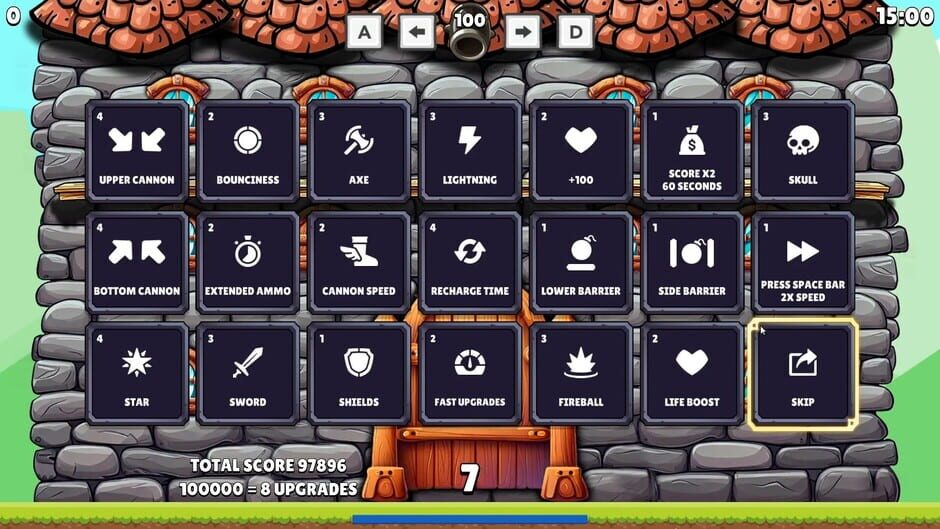 0
A
100
D
15:00
4
UPPER CANNON
2
BOUNCINESS
3
AXE
3
LIGHTNING
2
+100
1
$
SCORE X2
60 SECONDS
3
SKULL
4
BOTTOM CANNON
2
EXTENDED AMMO
2
CANNON SPEED
4
RECHARGE TIME
1
LOWER BARRIER
1
SIDE BARRIER
1
PRESS SPACE BAR
2X SPEED
4
STAR
3
SWORD
1
SHIELDS
2
FAST UPGRADES
3
FIREBALL
2
LIFE BOOST
SKIP
TOTAL SCORE 97896
100000 = 8 UPGRADES
7